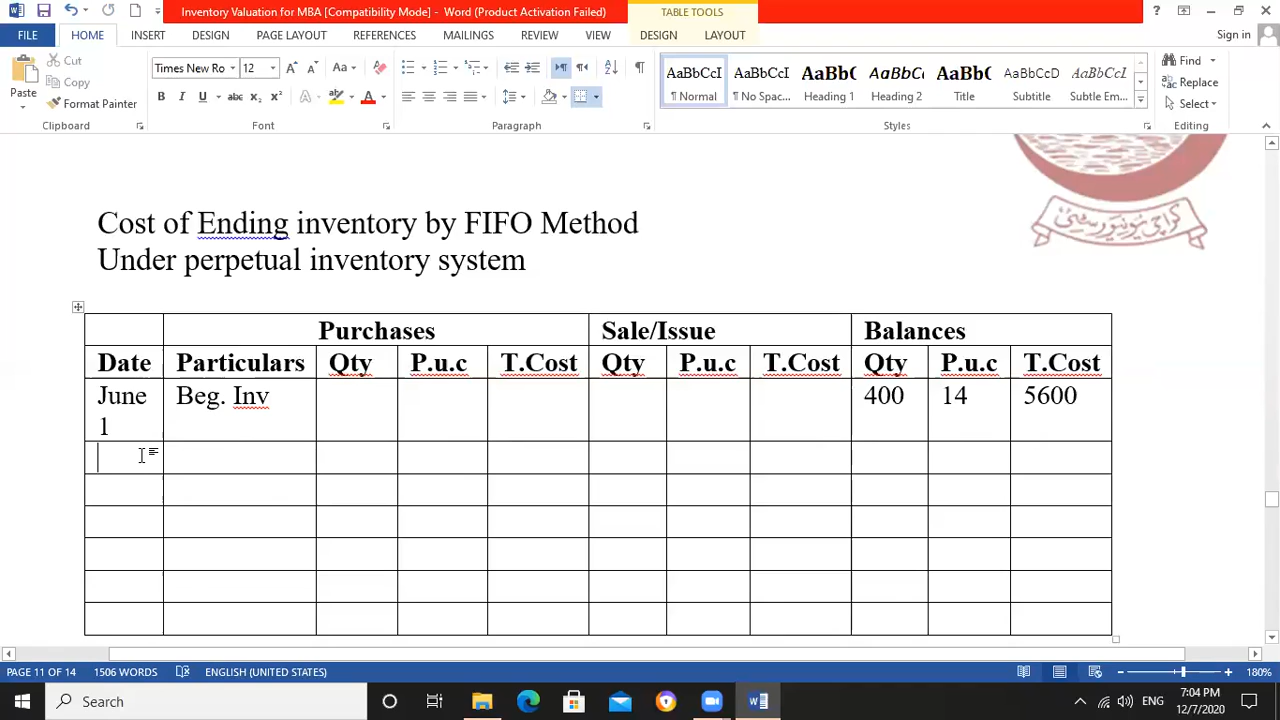 Inventory Valuation for MBA [Compatibility Mode] - Word (Product Activation Failed)
TABLE TOOLS
FILE HOME INSERT DESIGN PAGE LAYOUT REFERENCES MAILINGS REVIEW VIEW DESIGN LAYOUT Sign in
Paste
Cut
Copy
Format Painter
Clipboard
Times New Ro 12
Font
Paragraph
AaBbCcI AaBbCcI AaBb( AaBbC AaBb( AaBbCcD AaBbCcI
¶ Normal ¶ No Spac... Heading 1 Heading 2 Title Subtitle Subtle Em...
Styles
Find
Replace
Select
Editing
کراچی یونیورسٹی
Cost of Ending inventory by FIFO Method
Under perpetual inventory system
Purchases Sale/Issue Balances
Date Particulars Qty P.u.c T.Cost Qty P.u.c T.Cost Qty P.u.c T.Cost
June Beg. Inv 400 14 5600
1
PAGE 11 OF 14 1506 WORDS ENGLISH (UNITED STATES) 180%
Search
ENG
7:04 PM
12/7/2020